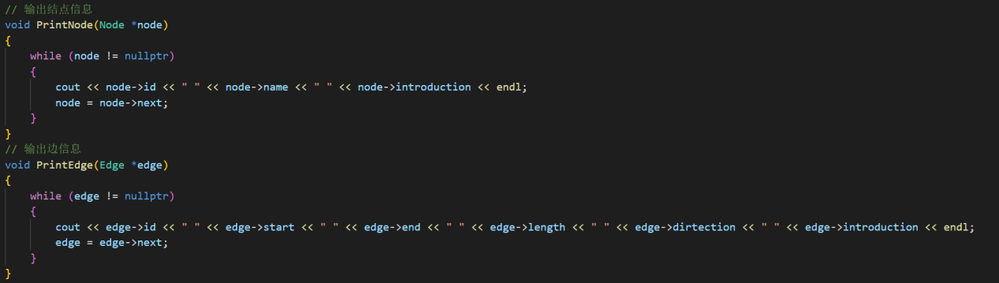 // 输出结点信息
void PrintNode(Node *node)
{
    while (node != nullptr)
    {
        cout << node->id << " " << node->name << " " << node->introduction << endl;
        node = node->next;
    }
}
// 输出边信息
void PrintEdge(Edge *edge)
{
    while (edge != nullptr)
    {
        cout << edge->id << " " << edge->start << " " << edge->end << " " << edge->length << " " << edge->dirtection << " " << edge->introduction << endl;
        edge = edge->next;
    }
}